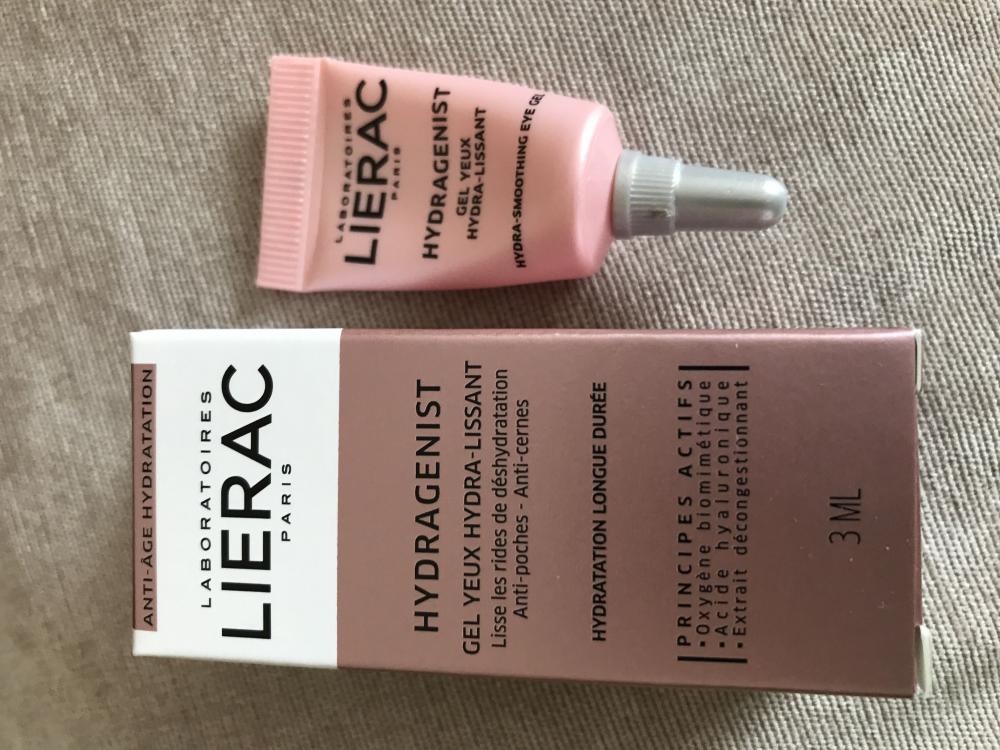 LABORATOIRES
LIERAC
PARIS
HYDRAGENIST
GEL YEUX
HYDRA-LISSANT
HYDRA-SMOOTHING EYE GEL
ANTI-ÂGE HYDRATATION
LABORATOIRES
LIERAC
PARIS
HYDRAGENIST
GEL YEUX HYDRA-LISSANT
Lisse les rides de déshydratation
Anti-poches - Anti-cernes
HYDRATATION LONGUE DURÉE
PRINCIPES ACTIFS
▪Oxygène biomimétique
▪Acide hyaluronique
▪Extrait décongestionnant
3 ML